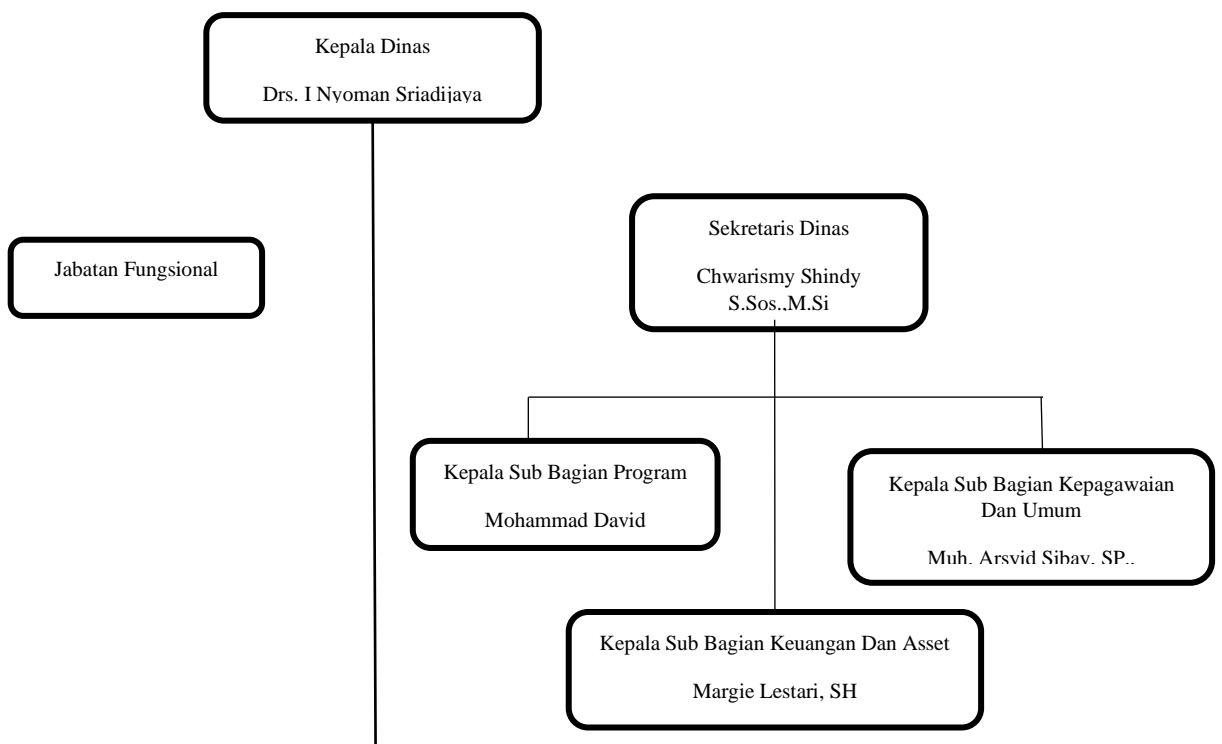 Kepala Dinas
Drs. I Nyoman Sriadijaya
Jabatan Fungsional
Sekretaris Dinas
Chwarismy Shindy
S.Sos.,M.Si
Kepala Sub Bagian Program
Mohammad David
Kepala Sub Bagian Kepagawaian
Dan Umum
Muh. Arsyid Sibay, SP.,
Kepala Sub Bagian Keuangan Dan Asset
Margie Lestari, SH